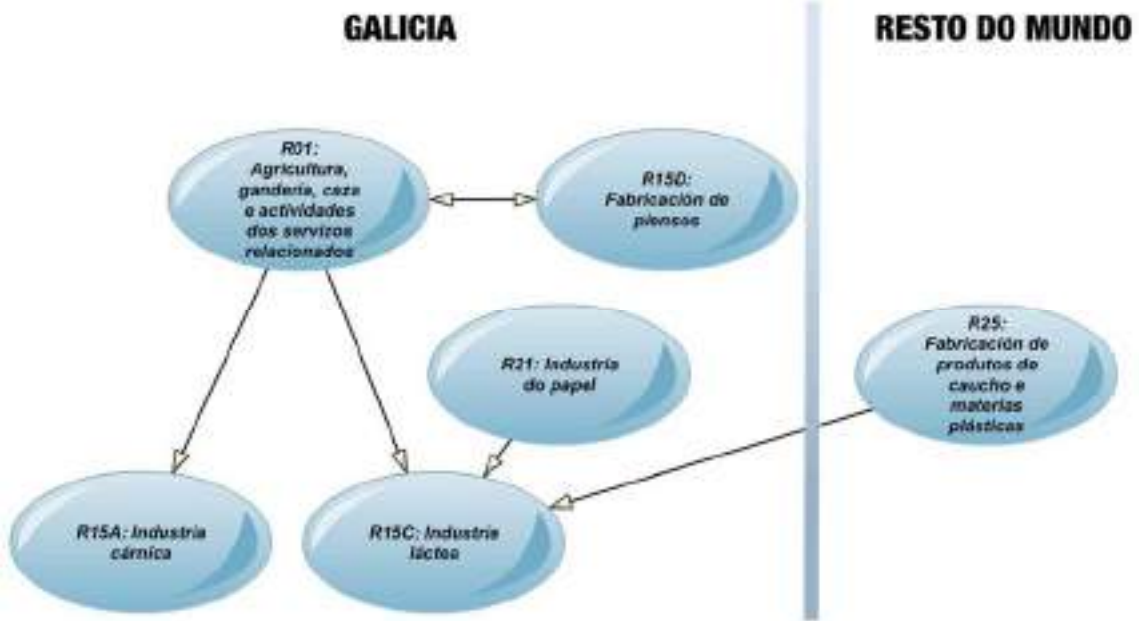 GALICIA
RESTO DO MUNDO
R01:
Agricultura,
gandería, caza
e actividades
dos servizos
relacionados
R15D:
Fabricación de
piensos
R21: Industria
do papel
R25:
Fabricación de
produtos de
caucho e
materias
plásticas
R15A: Industria
cárnica
R15C: Industria
láctea